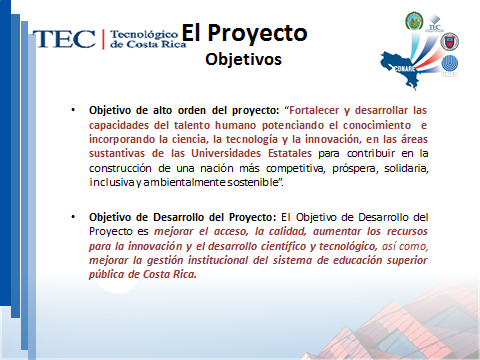 TEC | Tecnológico
de Costa Rica
El Proyecto
Objetivos
TEC
CONARE
• Objetivo de alto orden del proyecto: “Fortalecer y desarrollar las
capacidades del talento humano potenciando el conocimiento e
incorporando la ciencia, la tecnología y la innovación, en las áreas
sustantivas de las Universidades Estatales para contribuir en la
construcción de una nación más competitiva, próspera, solidaria,
inclusiva y ambientalmente sostenible”.
• Objetivo de Desarrollo del Proyecto: El Objetivo de Desarrollo del
Proyecto es mejorar el acceso, la calidad, aumentar los recursos
para la innovación y el desarrollo científico y tecnológico, así como,
mejorar la gestión institucional del sistema de educación superior
pública de Costa Rica.